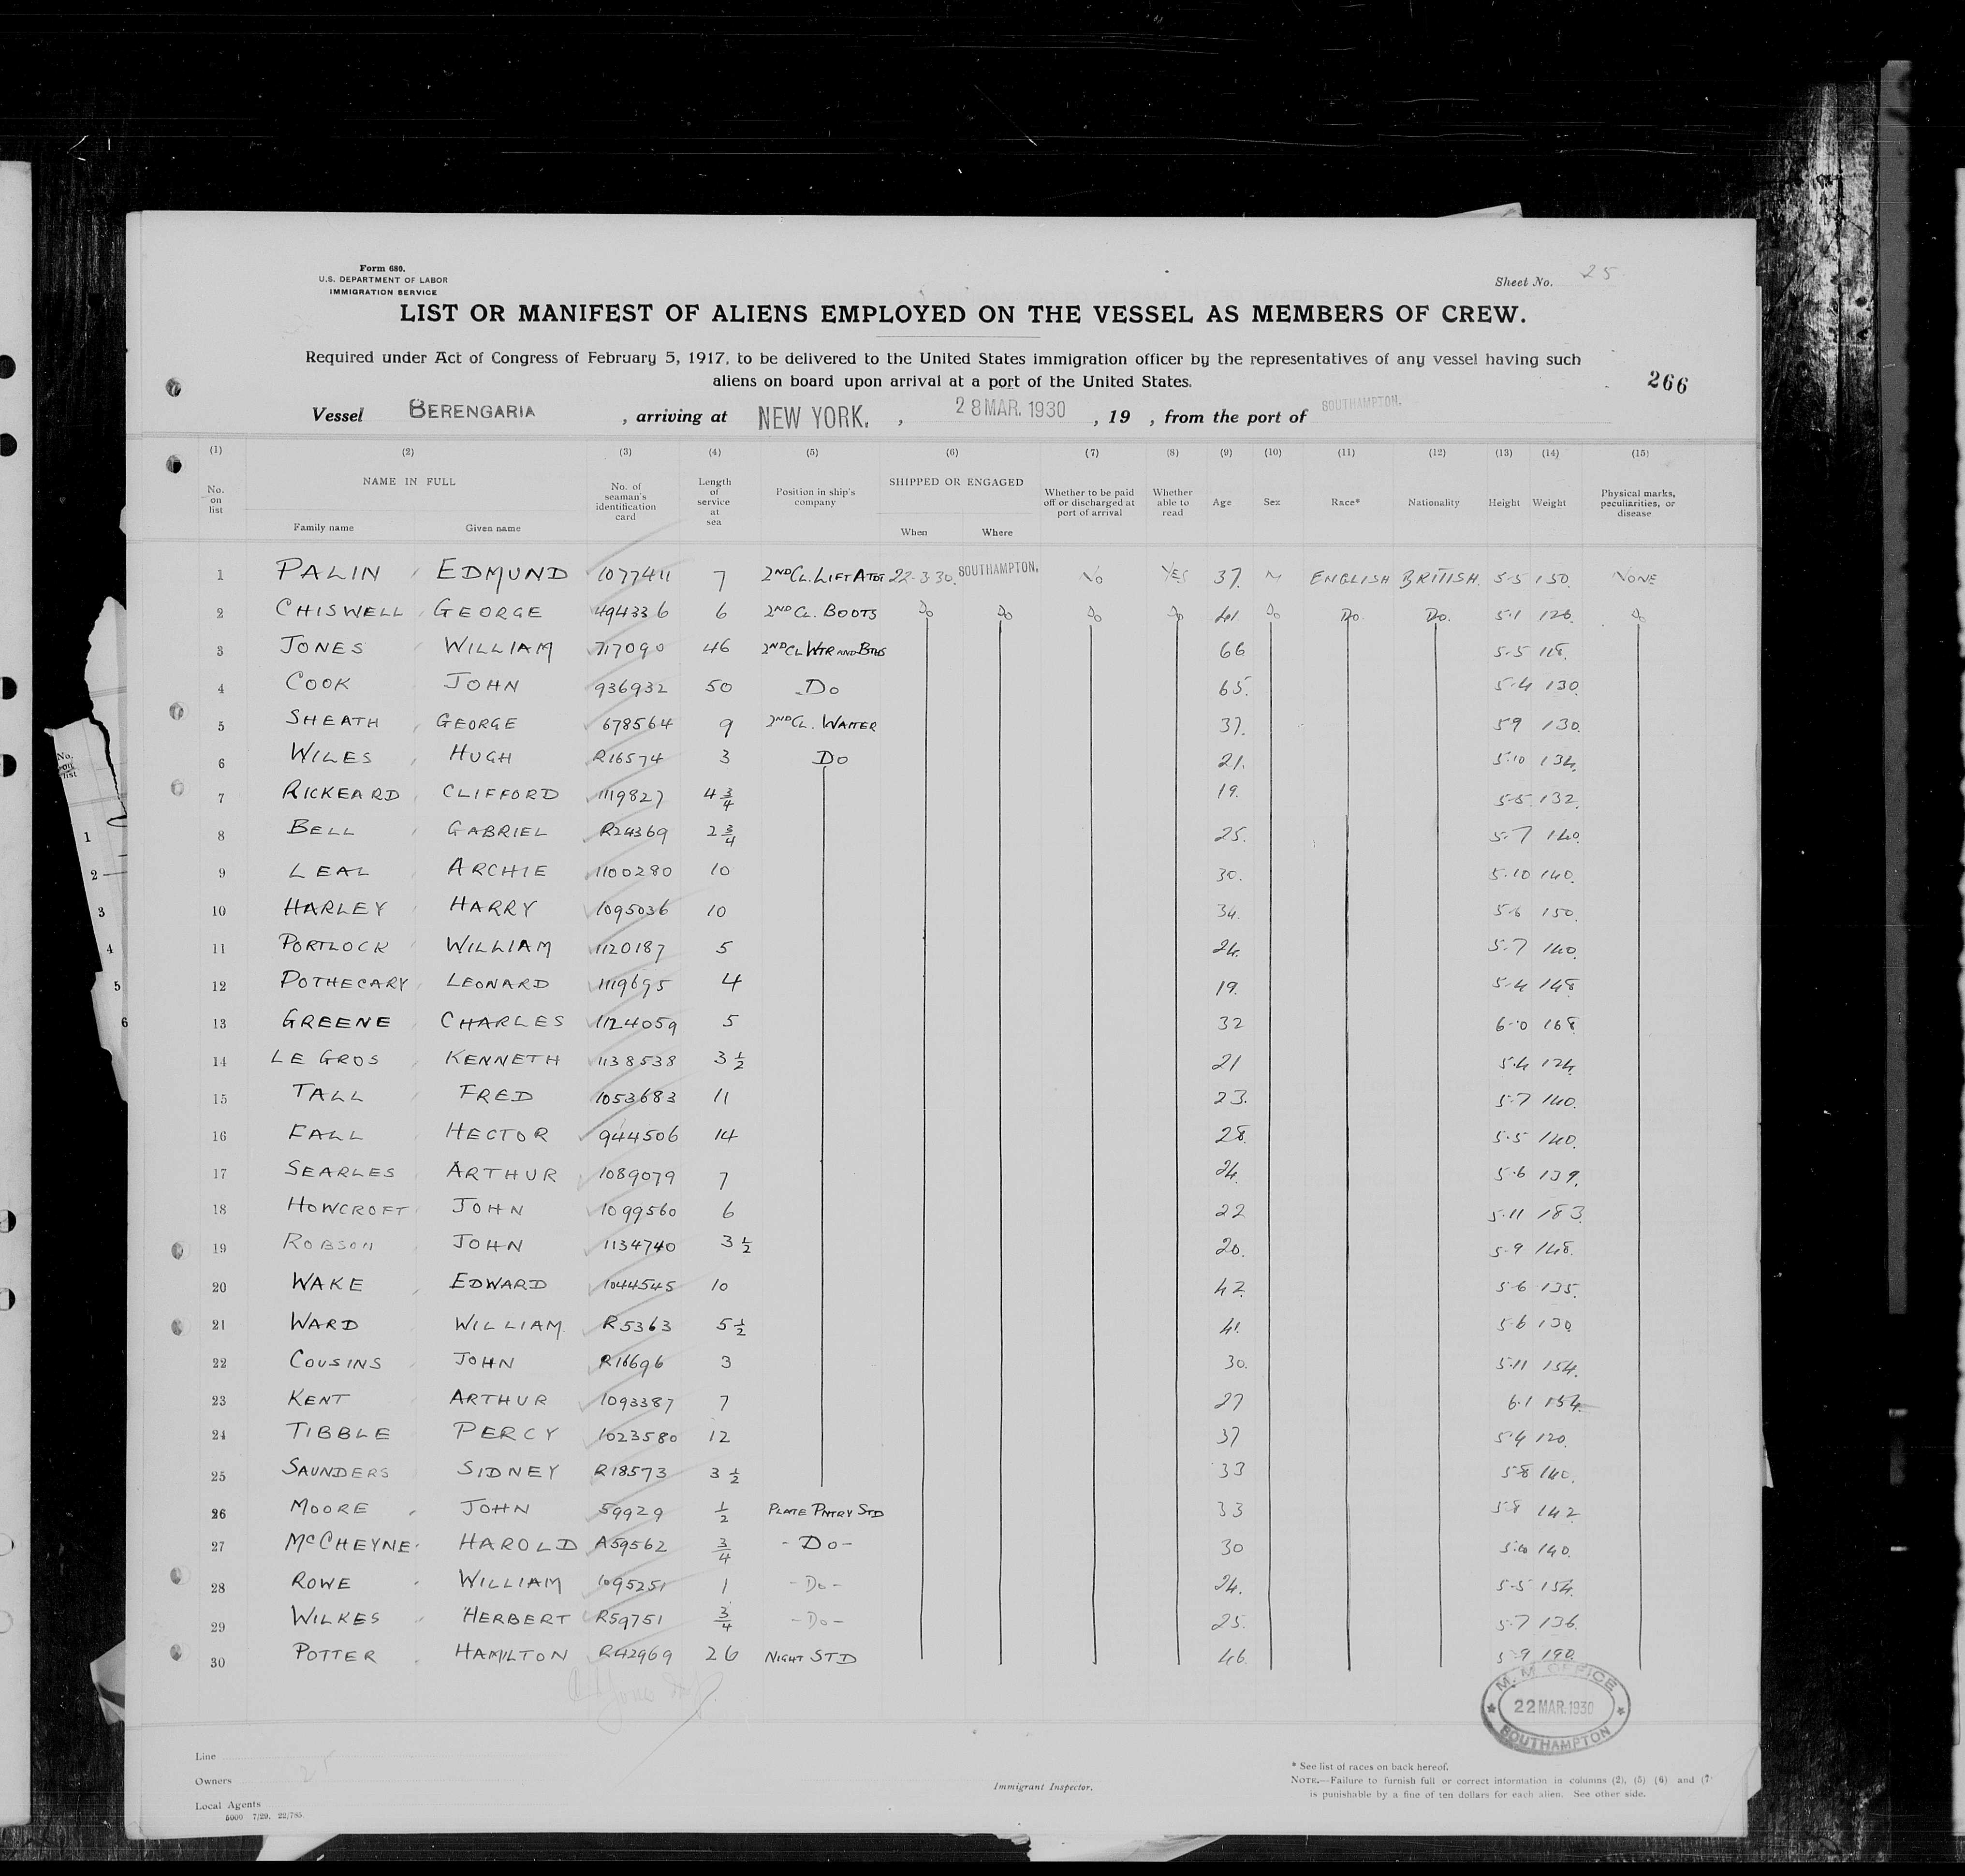 Form 680.
U.S. DEPARTMENT OF LABOR
IMMIGRATION SERVICE
Sheet No. 25
LIST OR MANIFEST OF ALIENS EMPLOYED ON THE VESSEL AS MEMBERS OF CREW.
Required under Act of Congress of February 5, 1917, to be delivered to the United States immigration officer by the representatives of any vessel having such
aliens on board upon arrival at a port of the United States.
266
Vessel BERENGARIA , arriving at NEW YORK. , 28 MAR. 1930 , 19 , from the port of SOUTHAMPTON.
(1) (2) (3) (4) (5) (6) (7) (8) (9) (10) (11) (12) (13) (14) (15)
No. on list NAME IN FULL Family name Given name No. of seaman's identification card Length of service at sea Position in ship's company SHIPPED OR ENGAGED When Where Whether to be paid off or discharged at port of arrival Whether able to read Age Sex Race* Nationality Height Weight Physical marks, peculiarities, or disease
1 PALIN EDMUND 1077411 7 2ND CL. LIFT ATDT 22-3-30. SOUTHAMPTON. No YES 37. M ENGLISH BRITISH. 5-5 150. NONE
2 CHISWELL GEORGE 494336 6 2ND CL. BOOTS Do Do Do Do 41. Do Do. Do. 5-1 126. Do
3 JONES WILLIAM 717090 46 2ND CL WTR AND BTHS 66 5-5 118.
4 COOK JOHN 936932 50 Do 65. 5-4 130.
5 SHEATH GEORGE 678564 9 2ND CL. WAITER 37. 5 9 130.
6 WILES HUGH R16574 3 Do 21. 5-10 134.
7 RICKEARD CLIFFORD 1119827 4 3/4 19. 5-5 132.
8 BELL GABRIEL R24369 2 3/4 25. 5-7 140.
9 LEAL ARCHIE 1100280 10 30. 5-10 140.
10 HARLEY HARRY 1095036 10 34. 5-6 150.
11 PORTLOCK WILLIAM 1120187 5 24. 5-7 140.
12 POTHECARY LEONARD 1119695 4 19. 5-4 148.
13 GREENE CHARLES 1124059 5 32 6-0 168.
14 LE GROS KENNETH 1138538 3 1/2 21 5-4 124.
15 TALL FRED 1053683 11 23. 5-7 140.
16 FALL HECTOR 944506 14 28. 5-5 140.
17 SEARLES ARTHUR 1089079 7 24. 5-6 139.
18 HOWCROFT JOHN 1099560 6 22 5-11 183.
19 ROBSON JOHN 1134740 3 1/2 20. 5-9 148.
20 WAKE EDWARD 1044545 10 42. 5-6 135.
21 WARD WILLIAM R5363 5 1/2 41. 5-6 130.
22 COUSINS JOHN R16696 3 30. 5-11 154.
23 KENT ARTHUR 1093387 7 27 6-1 154.
24 TIBBLE PERCY 1023580 12 37 5-4 120.
25 SAUNDERS SIDNEY R18573 3 1/2 33 5-8 140.
26 MOORE JOHN 59929 1/2 PLATE PNTRY STD 33 5-8 142.
27 McCHEYNE HAROLD A59562 3/4 - Do - 30 140.
28 ROWE WILLIAM 1095251 1 - Do - 24. 5-5 154.
29 WILKES HERBERT R59751 3/4 - Do - 25. 5-7 136.
30 POTTER HAMILTON R42969 26 NIGHT STD 46. 5-9 190.
M. M. OFFICE
22 MAR. 1930
SOUTHAMPTON
Line
Owners 25
Local Agents
5000 7/29. 22/785.
Immigrant Inspector.
* See list of races on back hereof.
NOTE.—Failure to furnish full or correct information in columns (2), (5) (6) and (7
is punishable by a fine of ten dollars for each alien. See other side.
No. on list
1
2
3
4
5
6